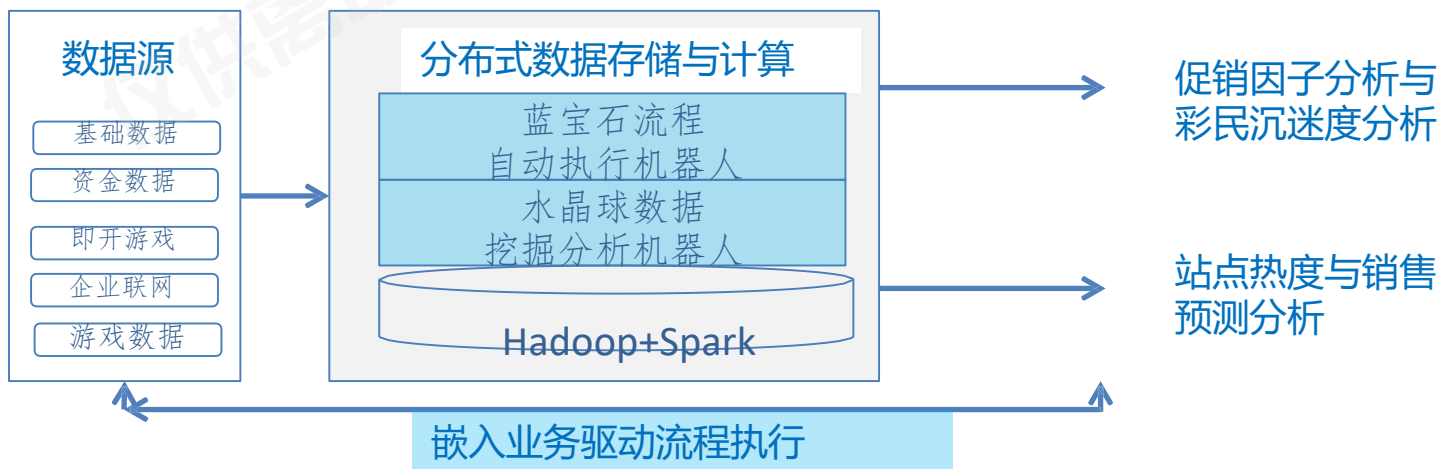 数据源
基础数据
资金数据
即开游戏
企业联网
游戏数据
分布式数据存储与计算
蓝宝石流程
自动执行机器人
水晶球数据
挖掘分析机器人
Hadoop+Spark
促销因子分析与
彩民沉迷度分析
站点热度与销售
预测分析
嵌入业务驱动流程执行